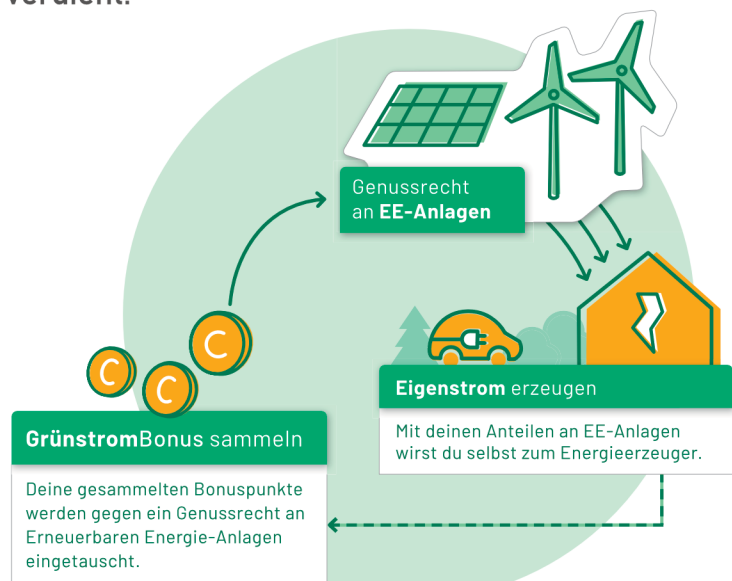 verdient.
Genussrecht
an EE-Anlagen
C
C
C
Eigenstrom erzeugen
Mit deinen Anteilen an EE-Anlagen
wirst du selbst zum Energieerzeuger.
GrünstromBonus sammeln
Deine gesammelten Bonuspunkte
werden gegen ein Genussrecht an
Erneuerbaren Energie-Anlagen
eingetauscht.